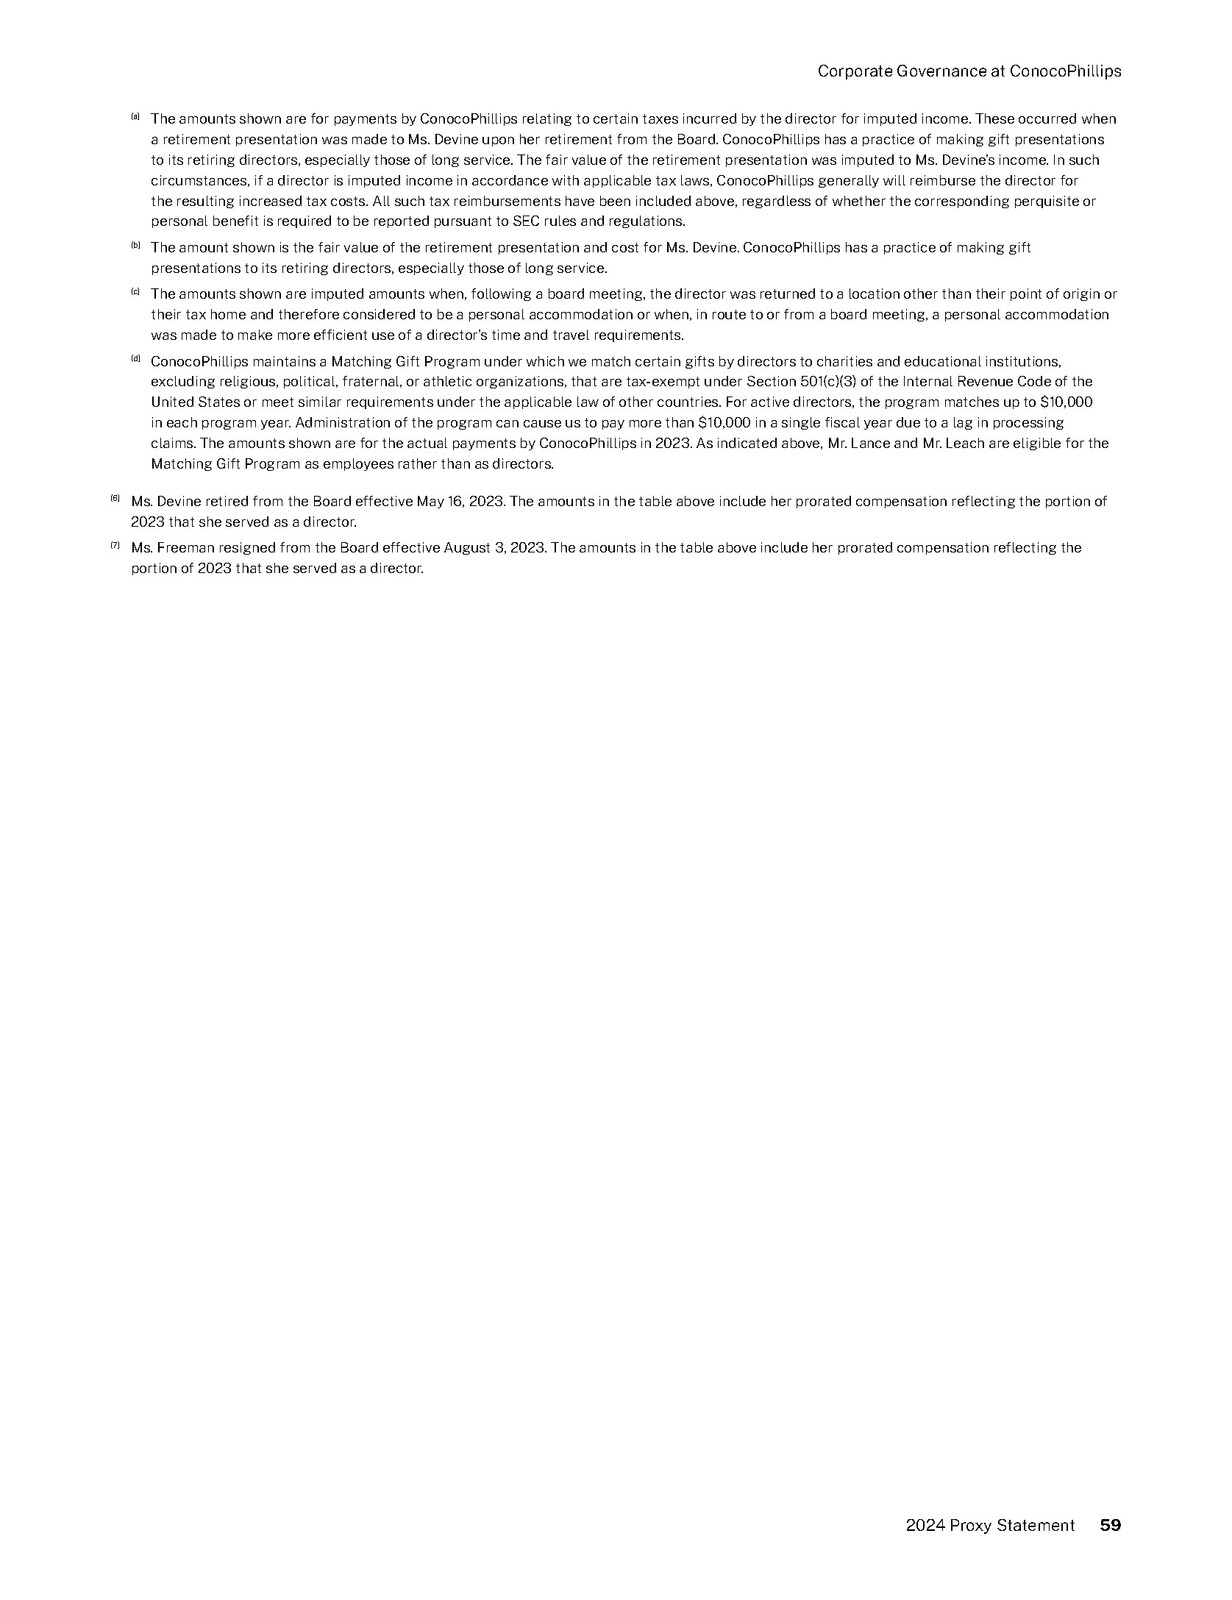 Corporate Governance at ConocoPhillips
(a) The amounts shown are for payments by ConocoPhillips relating to certain taxes incurred by the director for imputed income. These occurred when
a retirement presentation was made to Ms. Devine upon her retirement from the Board. ConocoPhillips has a practice of making gift presentations
to its retiring directors, especially those of long service. The fair value of the retirement presentation was imputed to Ms. Devine's income. In such
circumstances, if a director is imputed income in accordance with applicable tax laws, ConocoPhillips generally will reimburse the director for
the resulting increased tax costs. All such tax reimbursements have been included above, regardless of whether the corresponding perquisite or
personal benefit is required to be reported pursuant to SEC rules and regulations.
(b) The amount shown is the fair value of the retirement presentation and cost for Ms. Devine. ConocoPhillips has a practice of making gift
presentations to its retiring directors, especially those of long service.
(c) The amounts shown are imputed amounts when, following a board meeting, the director was returned to a location other than their point of origin or
their tax home and therefore considered to be a personal accommodation or when, in route to or from a board meeting, a personal accommodation
was made to make more efficient use of a director's time and travel requirements.
(d) ConocoPhillips maintains a Matching Gift Program under which we match certain gifts by directors to charities and educational institutions,
excluding religious, political, fraternal, or athletic organizations, that are tax-exempt under Section 501(c)(3) of the Internal Revenue Code of the
United States or meet similar requirements under the applicable law of other countries. For active directors, the program matches up to $10,000
in each program year. Administration of the program can cause us to pay more than $10,000 in a single fiscal year due to a lag in processing
claims. The amounts shown are for the actual payments by ConocoPhillips in 2023. As indicated above, Mr. Lance and Mr. Leach are eligible for the
Matching Gift Program as employees rather than as directors.
(6) Ms. Devine retired from the Board effective May 16, 2023. The amounts in the table above include her prorated compensation reflecting the portion of
2023 that she served as a director.
(7) Ms. Freeman resigned from the Board effective August 3, 2023. The amounts in the table above include her prorated compensation reflecting the
portion of 2023 that she served as a director.
2024 Proxy Statement 59